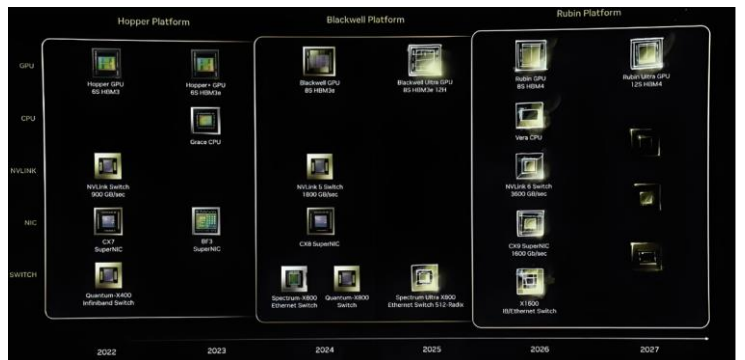 Hopper Platform
Blackwell Platform
Rubin Platform
GPU
Hopper GPU
6S HBM3
Hopper+ GPU
6S HBM3e
Blackwell GPU
8S HBM3e
Blackwell Ultra GPU
8S HBM3e 12H
Rubin GPU
8S HBM4
Rubin Ultra GPU
12S HBM4
CPU
Grace CPU
Vera CPU
NVLINK
NVLink Switch
900 GB/sec
NVLink 5 Switch
1800 GB/sec
NVLink 6 Switch
3600 GB/sec
NIC
CX7
SuperNIC
BF3
SuperNIC
CX8 SuperNIC
CX9 SuperNIC
1600 Gb/sec
SWITCH
Quantum-X400
Infiniband Switch
Spectrum-X800
Ethernet Switch
Quantum-X800
Switch
Spectrum Ultra X800
Ethernet Switch 512-Radix
X1600
IB/Ethernet Switch
2022
2023
2024
2025
2026
2027